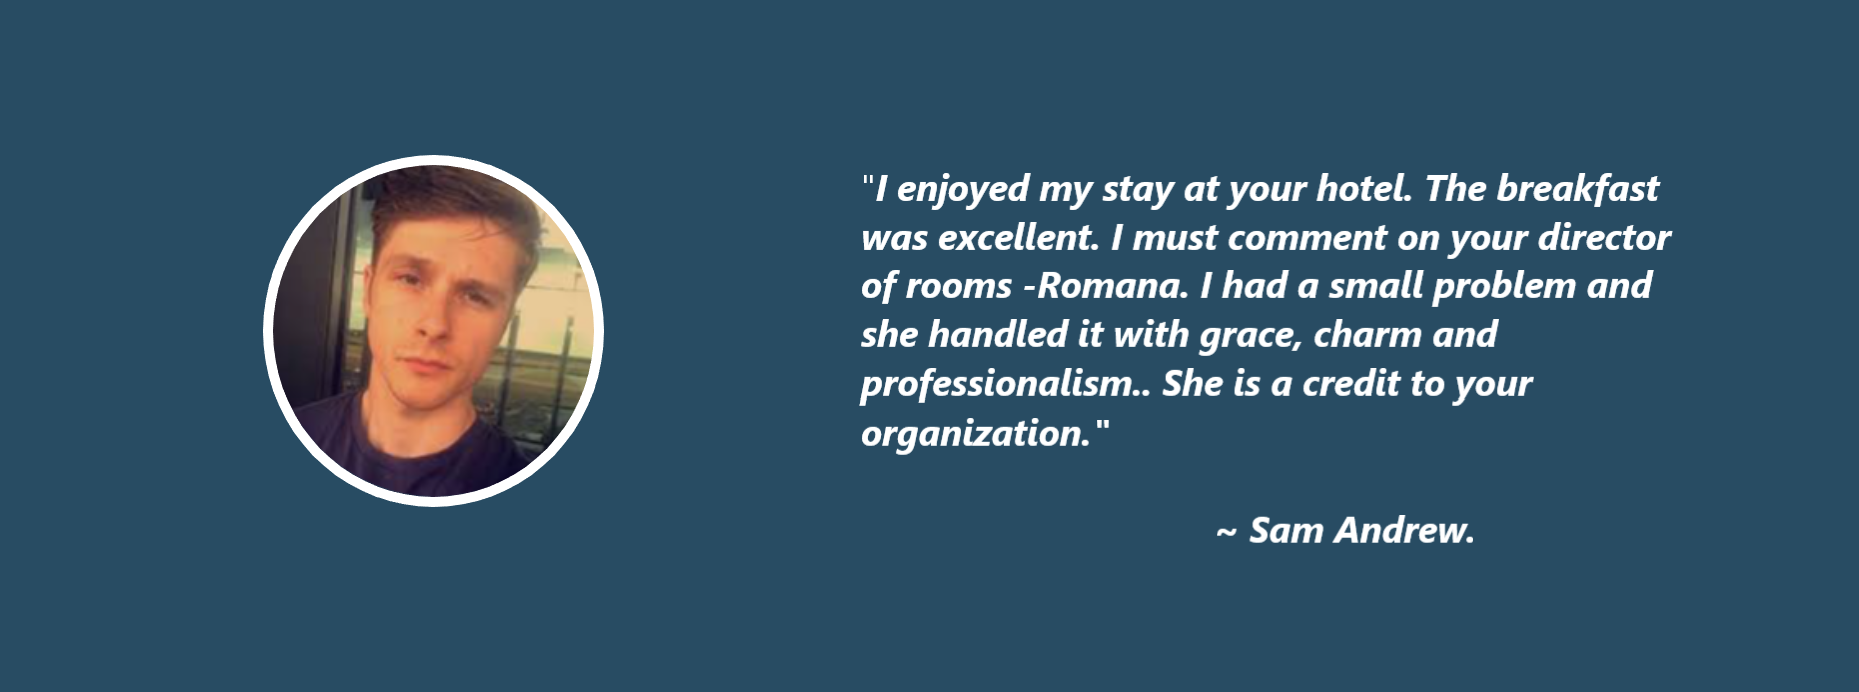 "I enjoyed my stay at your hotel. The breakfast
was excellent. I must comment on your director
of rooms -Romana. I had a small problem and
she handled it with grace, charm and
professionalism.. She is a credit to your
organization."
~ Sam Andrew.